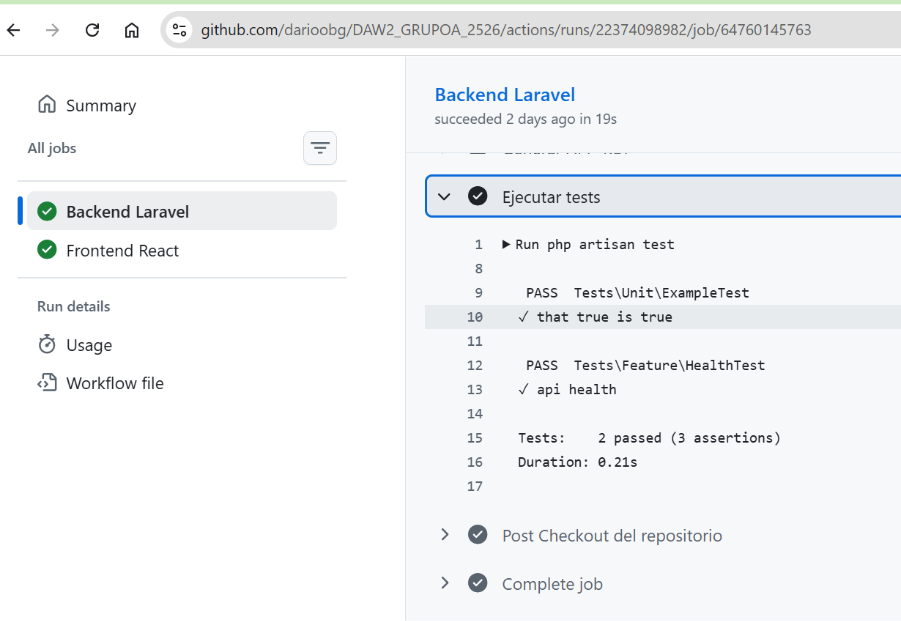 github.com/darioobg/DAW2_GRUPOA_2526/actions/runs/22374098982/job/64760145763
Summary
All jobs
Backend Laravel
Frontend React
Run details
Usage
Workflow file
Backend Laravel
succeeded 2 days ago in 19s
Ejecutar tests
1 Run php artisan test
8
9 PASS Tests\Unit\ExampleTest
10 ✓ that true is true
11
12 PASS Tests\Feature\HealthTest
13 ✓ api health
14
15 Tests: 2 passed (3 assertions)
16 Duration: 0.21s
17
Post Checkout del repositorio
Complete job